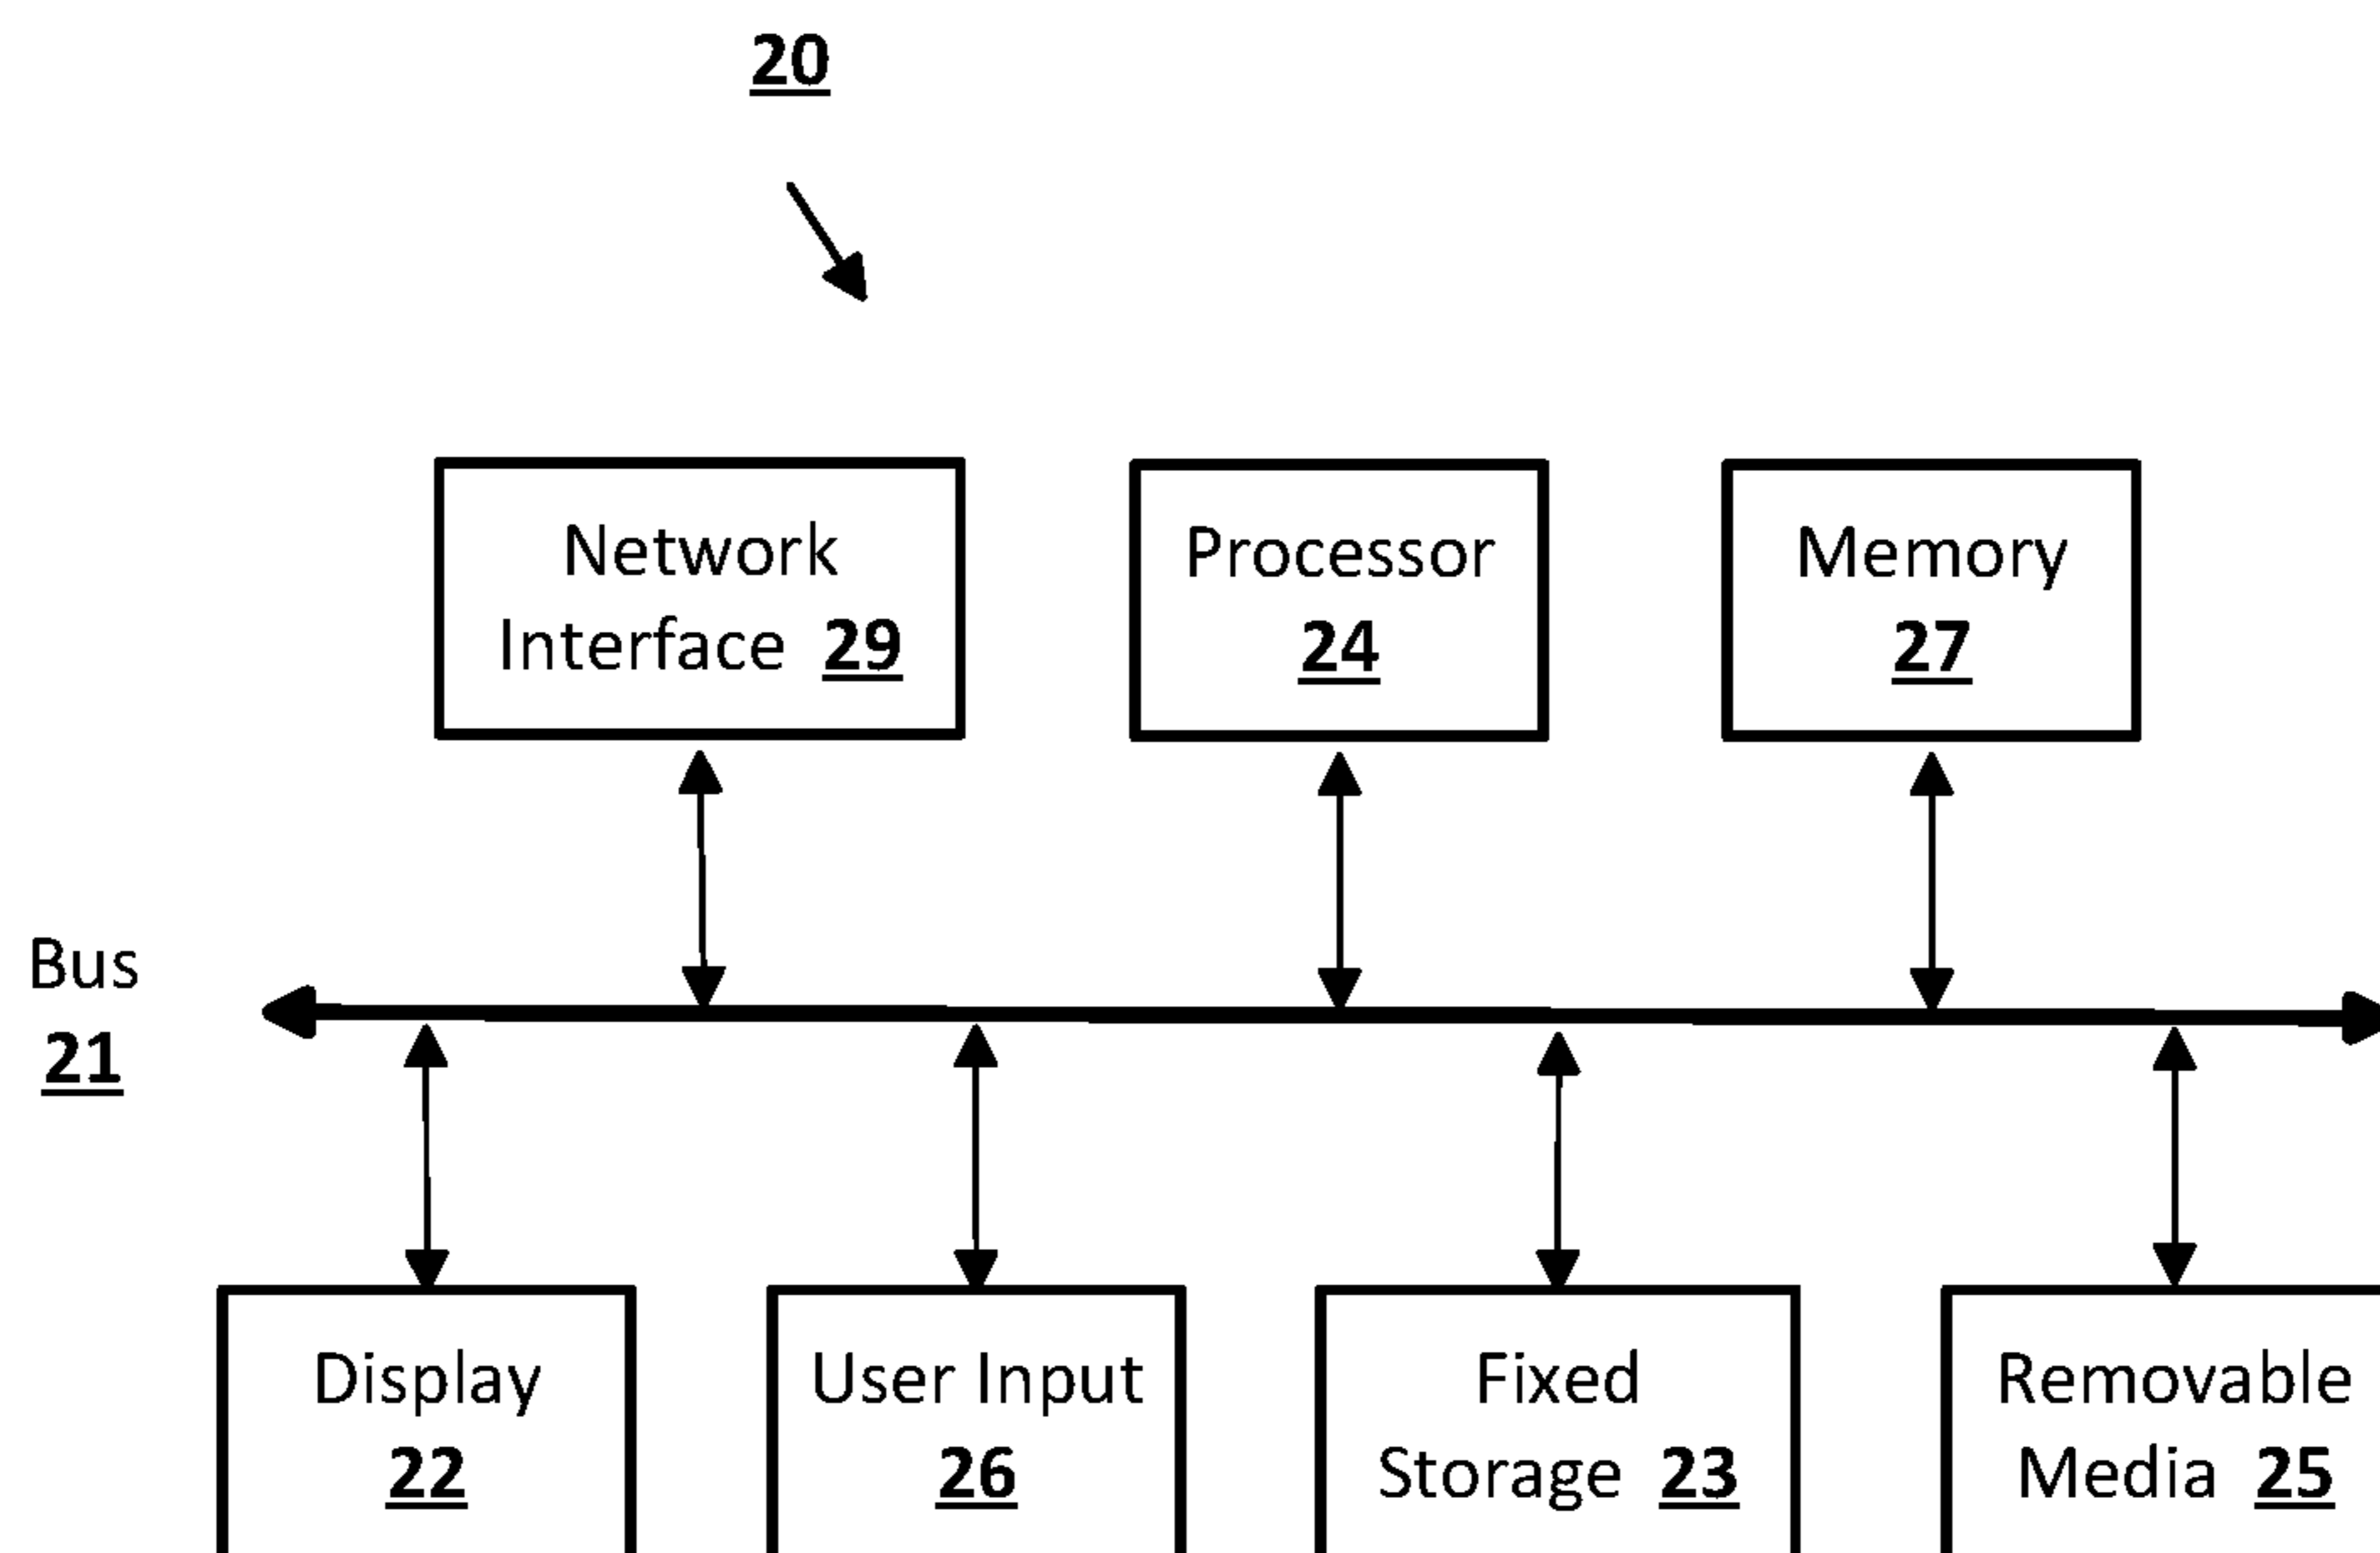 20
Network
Interface 29
Processor
24
Memory
27
Bus
21
Display
22
User Input
26
Fixed
Storage 23
Removable
Media 25